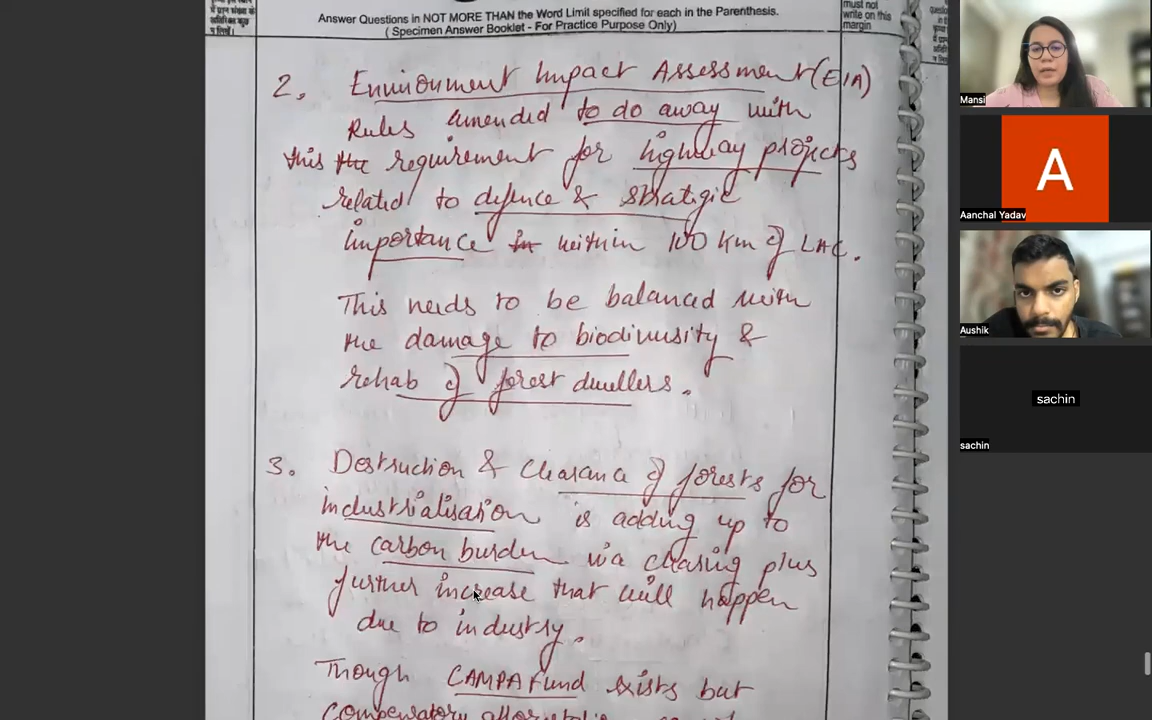 में प्रश्न संख्या के
न लिखें।
Answer Questions in NOT MORE THAN the Word Limit specified for each in the Parenthesis.
( Specimen Answer Booklet - For Practice Purpose Only)
must not
write on this
margin
2. Environment Impact Assessment (EIA)
Rules amended to do away with
this the requirement for highway projects
related to defence & strategic
importance in within 100 Km of LAC.
This needs to be balanced with
the damage to biodiversity &
rehab of forest dwellers.
3. Destruction & Clearance of forests for
industrialisation is adding up to
the carbon burden via clearing plus
further increase that will happen
due to industry.
Though CAMPA Fund exists but
Compensatory
Mansi
A
Aanchal Yadav
Aushik
sachin
sachin